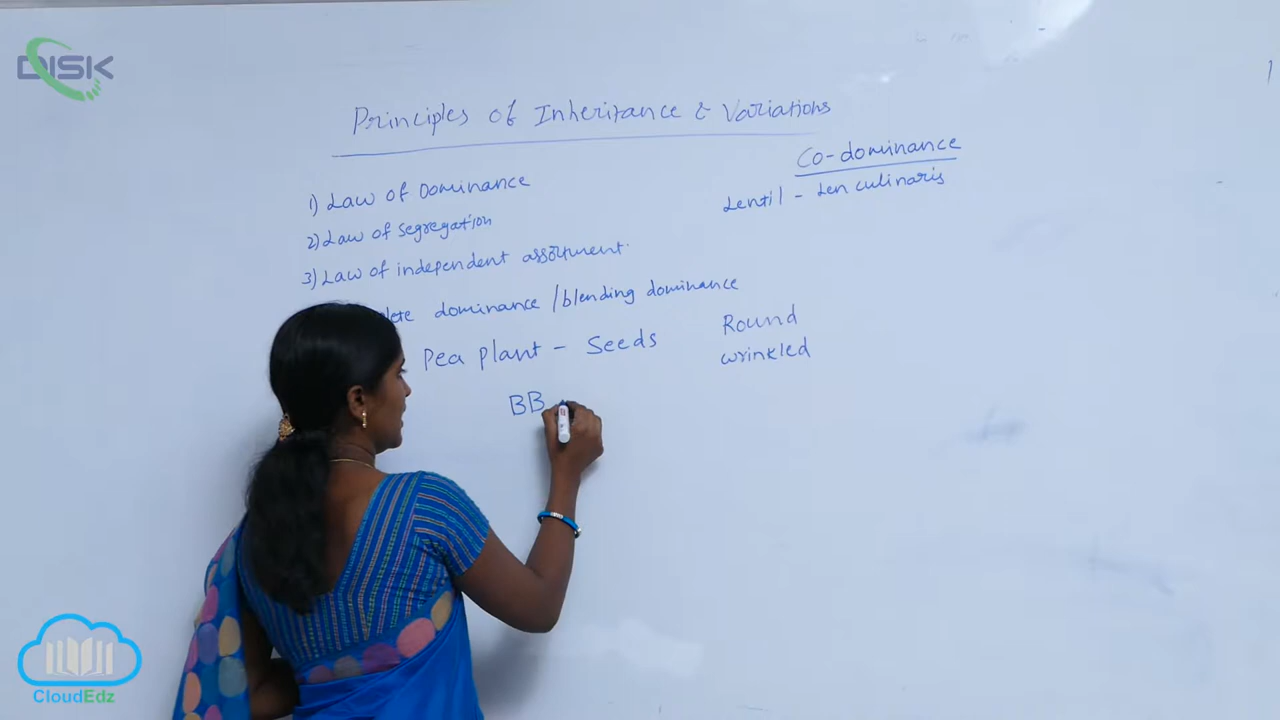 DISK
Principles of Inheritance & Variations
Co-dominance
Lentil - Len culinaris
1) Law of Dominance
2) Law of segregation
3) Law of independent assortment.
dominance / blending dominance
Pea plant - Seeds
Round
wrinkled
BB
CloudEdz